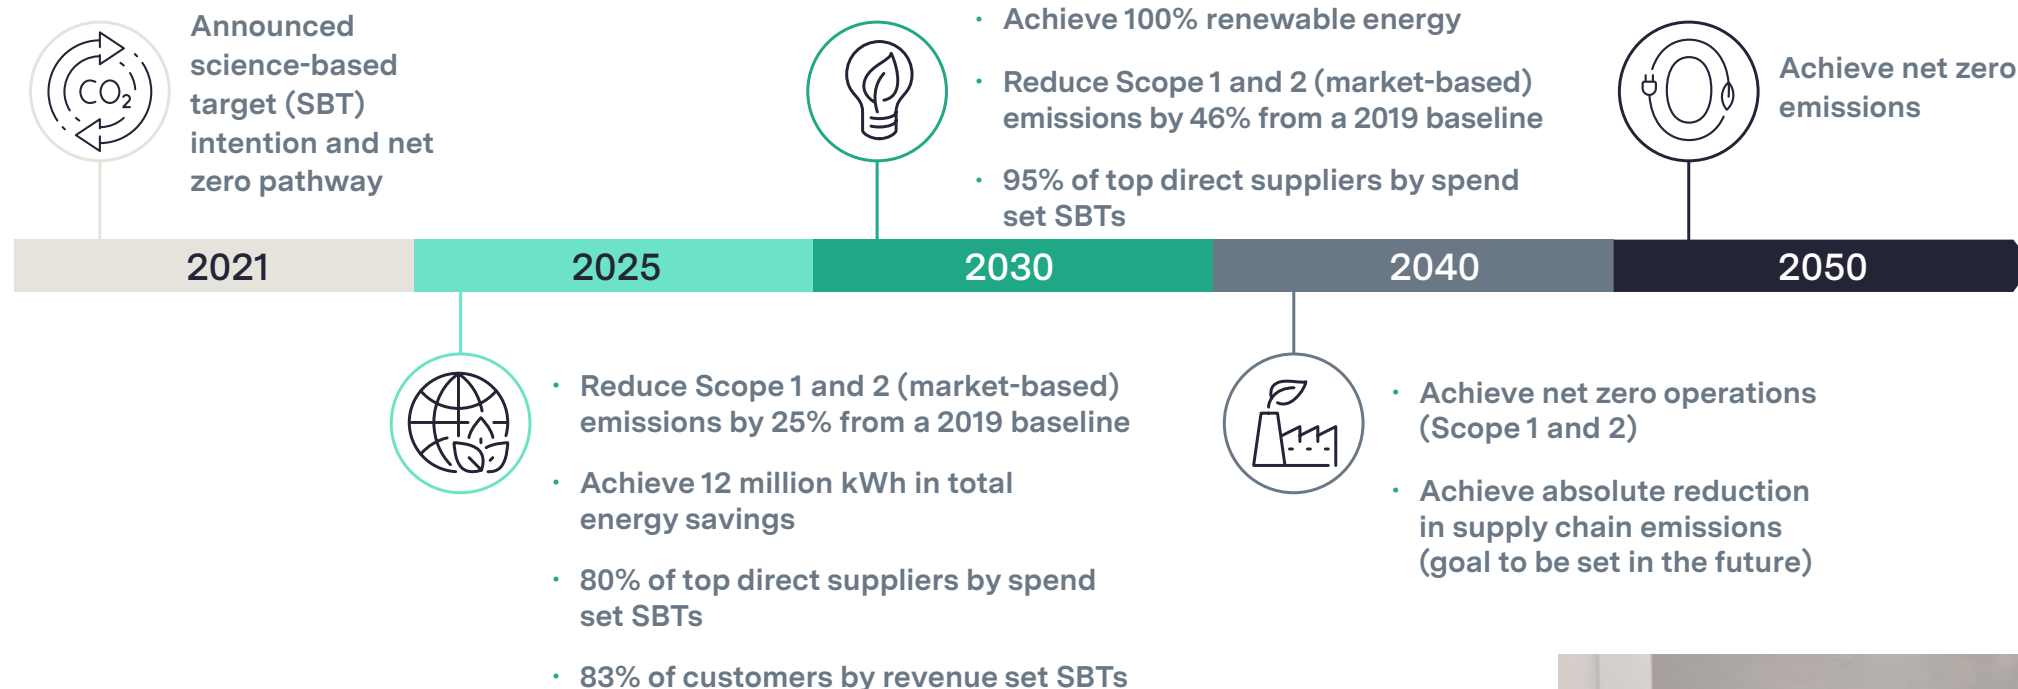 Announced
science-based
target (SBT)
intention and net
zero pathway
CO2
· Achieve 100% renewable energy
· Reduce Scope 1 and 2 (market-based)
emissions by 46% from a 2019 baseline
· 95% of top direct suppliers by spend
set SBTs
Achieve net zero
emissions
2021
2025
2030
2040
2050
· Reduce Scope 1 and 2 (market-based)
emissions by 25% from a 2019 baseline
· Achieve 12 million kWh in total
energy savings
· 80% of top direct suppliers by spend
set SBTs
· 83% of customers by revenue set SBTs
· Achieve net zero operations
(Scope 1 and 2)
· Achieve absolute reduction
in supply chain emissions
(goal to be set in the future)